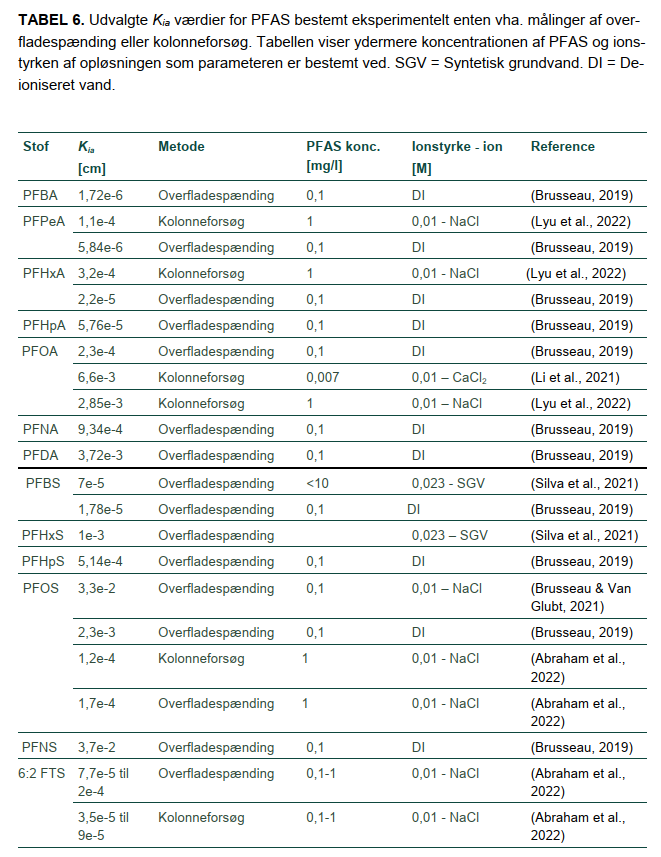 TABEL 6. Udvalgte Kia værdier for PFAS bestemt eksperimentelt enten vha. målinger af over-
fladespænding eller kolonneforsøg. Tabellen viser ydermere koncentrationen af PFAS og ions-
tyrken af opløsningen som parameteren er bestemt ved. SGV = Syntetisk grundvand. DI = De-
ioniseret vand.
Stof Kia Metode PFAS konc. Ionstyrke - ion Reference
[cm] [mg/l] [M]
PFBA 1,72e-6 Overfladespænding 0,1 DI (Brusseau, 2019)
PFPeA 1,1e-4 Kolonneforsøg 1 0,01 - NaCl (Lyu et al., 2022)
5,84e-6 Overfladespænding 0,1 DI (Brusseau, 2019)
PFHxA 3,2e-4 Kolonneforsøg 1 0,01 - NaCl (Lyu et al., 2022)
2,2e-5 Overfladespænding 0,1 DI (Brusseau, 2019)
PFHpA 5,76e-5 Overfladespænding 0,1 DI (Brusseau, 2019)
PFOA 2,3e-4 Overfladespænding 0,1 DI (Brusseau, 2019)
6,6e-3 Kolonneforsøg 0,007 0,01 – CaCl₂ (Li et al., 2021)
2,85e-3 Kolonneforsøg 1 0,01 – NaCl (Lyu et al., 2022)
PFNA 9,34e-4 Overfladespænding 0,1 DI (Brusseau, 2019)
PFDA 3,72e-3 Overfladespænding 0,1 DI (Brusseau, 2019)
PFBS 7e-5 Overfladespænding <10 0,023 - SGV (Silva et al., 2021)
1,78e-5 Overfladespænding 0,1 DI (Brusseau, 2019)
PFHxS 1e-3 Overfladespænding 0,023 – SGV (Silva et al., 2021)
PFHpS 5,14e-4 Overfladespænding 0,1 DI (Brusseau, 2019)
PFOS 3,3e-2 Overfladespænding 0,1 0,01 – NaCl (Brusseau & Van
Glubt, 2021)
2,3e-3 Overfladespænding 0,1 DI (Brusseau, 2019)
1,2e-4 Kolonneforsøg 1 0,01 - NaCl (Abraham et al.,
2022)
1,7e-4 Overfladespænding 1 0,01 - NaCl (Abraham et al.,
2022)
PFNS 3,7e-2 Overfladespænding 0,1 DI (Brusseau, 2019)
6:2 FTS 7,7e-5 til Overfladespænding 0,1-1 0,01 - NaCl (Abraham et al.,
2e-4 2022)
3,5e-5 til Kolonneforsøg 0,1-1 0,01 - NaCl (Abraham et al.,
9e-5 2022)